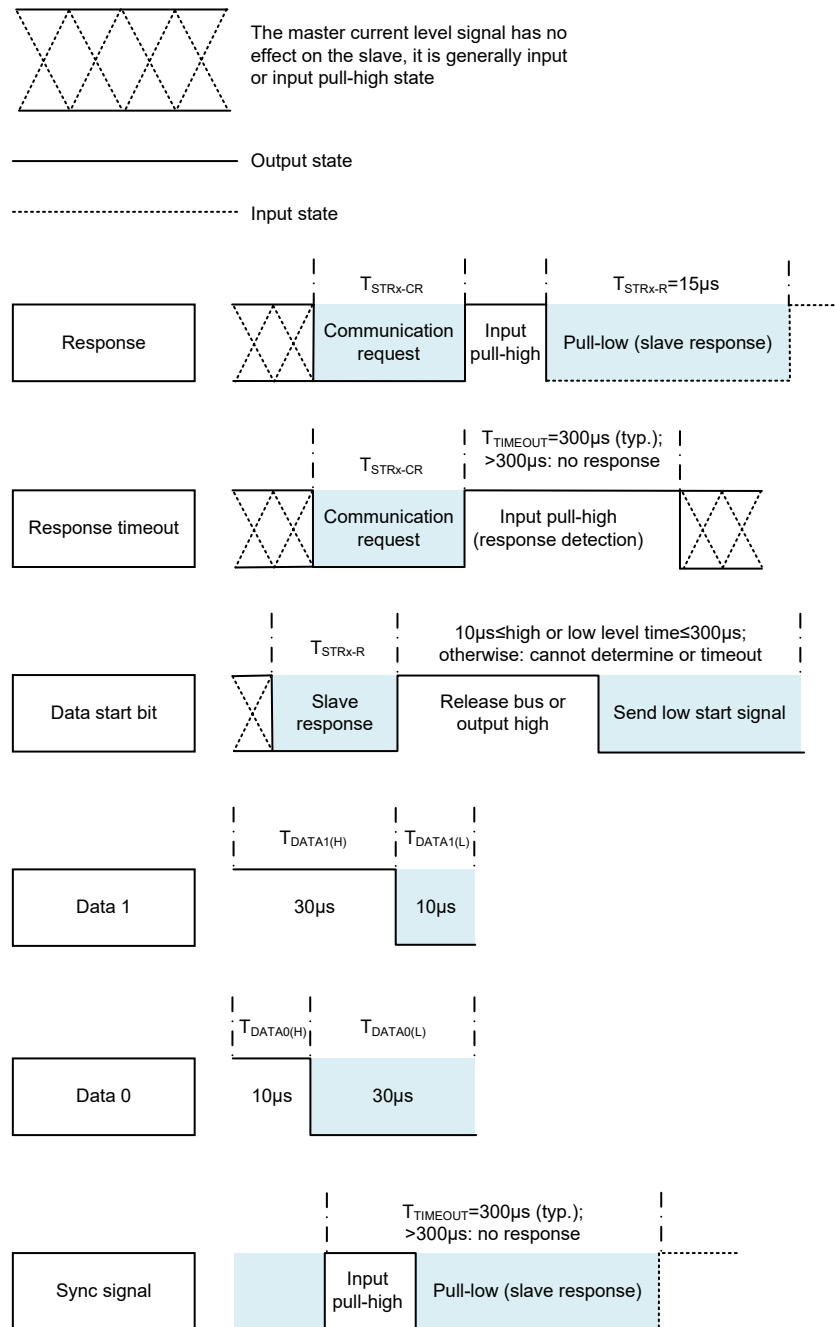 The master current level signal has no
effect on the slave, it is generally input
or input pull-high state
Output state
Input state
TSTRx-CR
TSTRx-R=15μs
Response
Communication
request
Input
pull-high
Pull-low (slave response)
TTIMEOUT=300μs (typ.);
>300μs: no response
TSTRx-CR
Response timeout
Communication
request
Input pull-high
(response detection)
TSTRx-R
10μs≤high or low level time≤300μs;
otherwise: cannot determine or timeout
Data start bit
Slave
response
Release bus or
output high
Send low start signal
TDATA1(H)
TDATA1(L)
Data 1
30μs
10μs
TDATA0(H)
TDATA0(L)
Data 0
10μs
30μs
TTIMEOUT=300μs (typ.);
>300μs: no response
Sync signal
Input
pull-high
Pull-low (slave response)